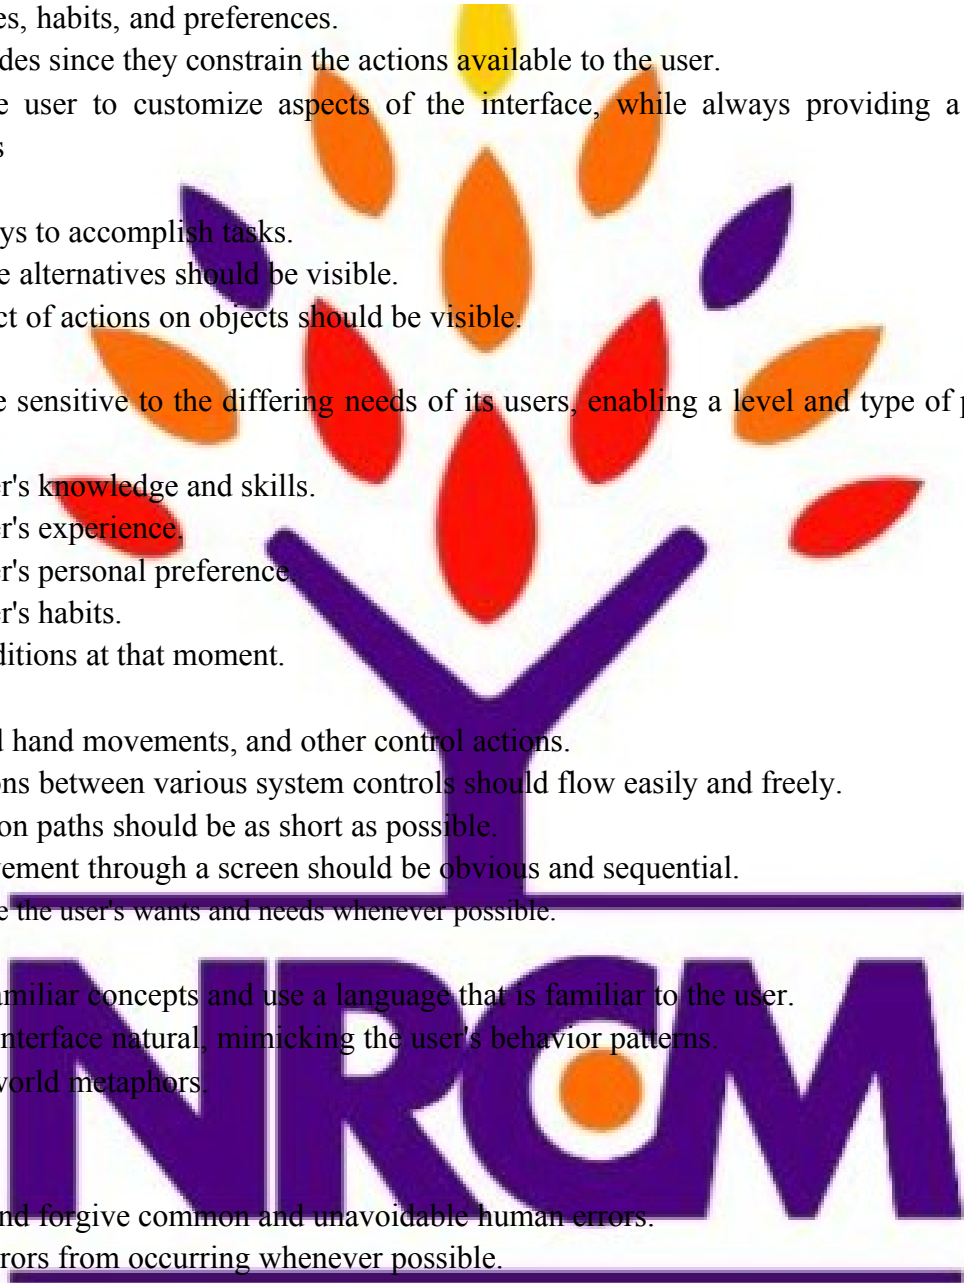 es, habits, and preferences.
des since they constrain the actions available to the user.
e user to customize aspects of the interface, while always providing a
s
ys to accomplish tasks.
e alternatives should be visible.
ct of actions on objects should be visible.
e sensitive to the differing needs of its users, enabling a level and type of p
er's knowledge and skills.
er's experience.
er's personal preference.
er's habits.
ditions at that moment.
d hand movements, and other control actions.
ons between various system controls should flow easily and freely.
on paths should be as short as possible.
vement through a screen should be obvious and sequential.
e the user's wants and needs whenever possible.
amiliar concepts and use a language that is familiar to the user.
interface natural, mimicking the user's behavior patterns.
world metaphors.
NRCM
nd forgive common and unavoidable human errors.
rrors from occurring whenever possible.